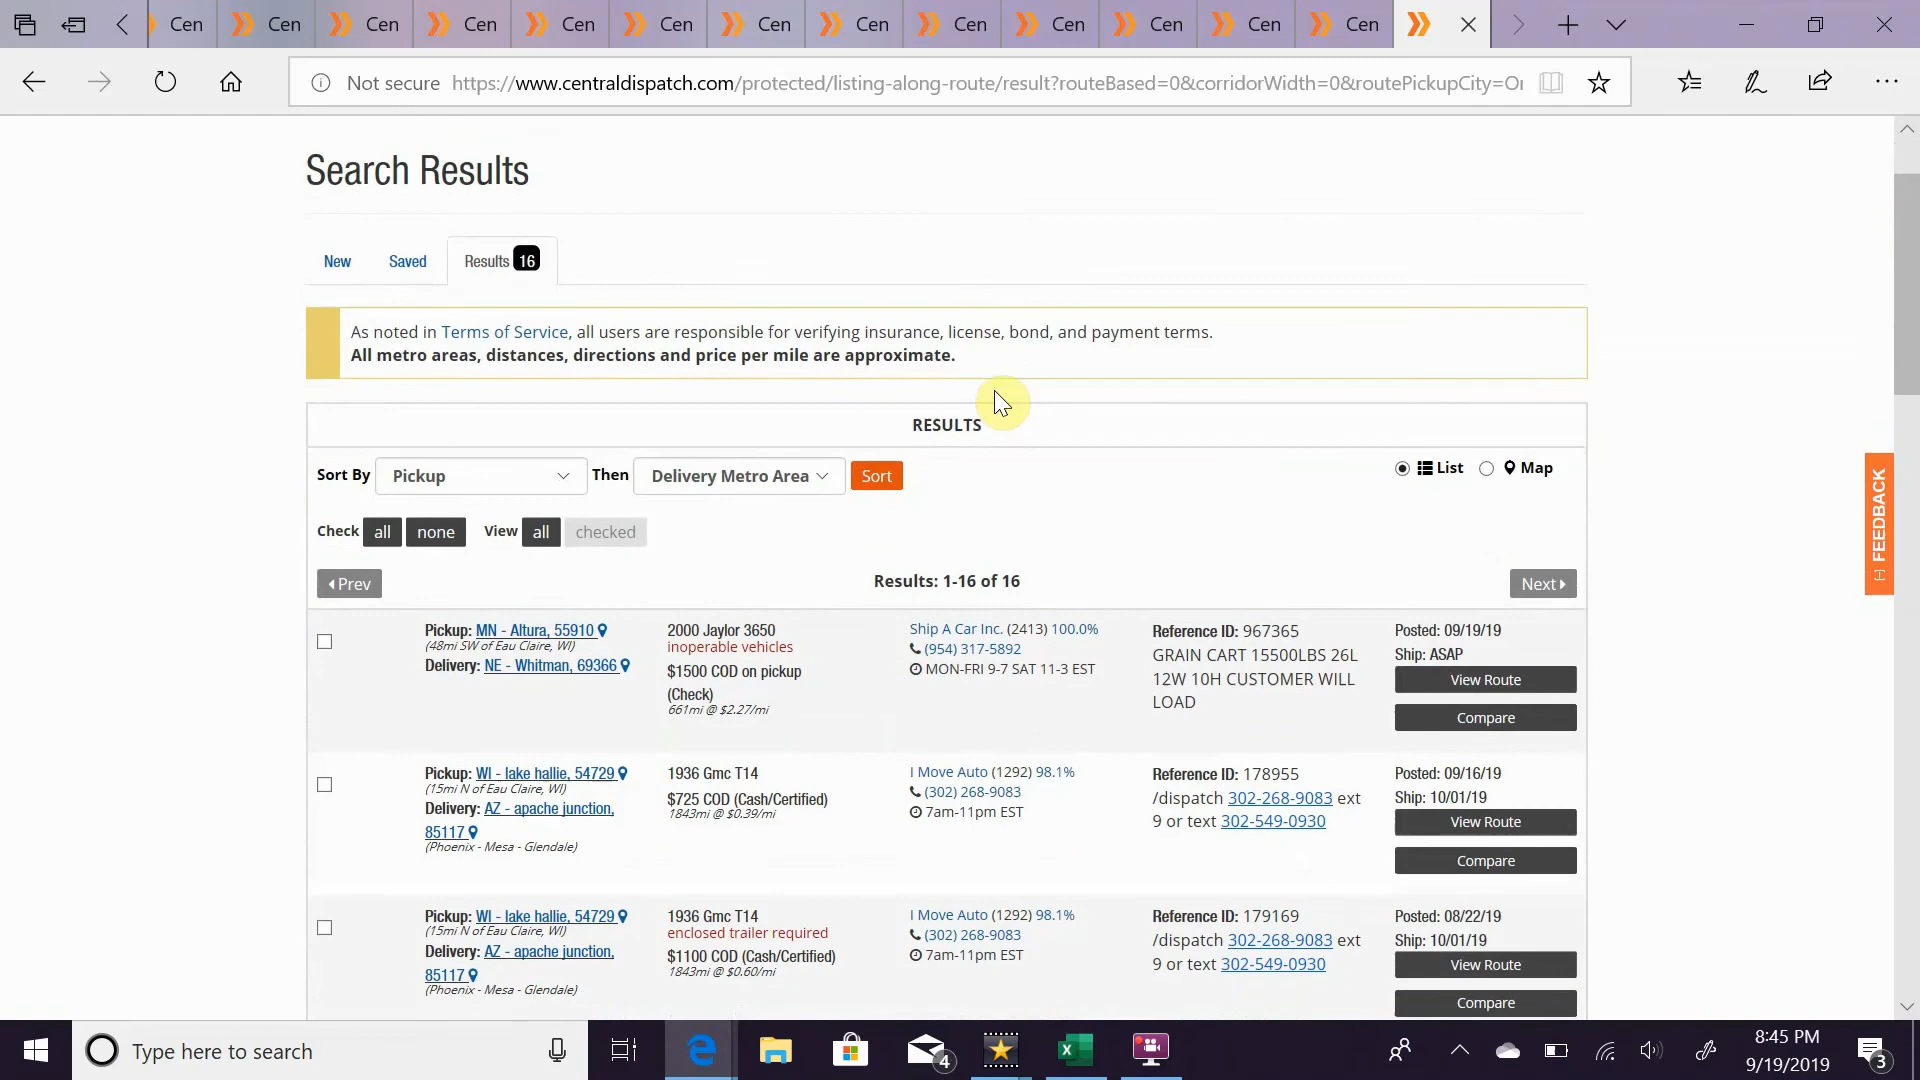 Cen Cen Cen Cen Cen Cen Cen Cen Cen Cen Cen Cen Cen
Not secure https://www.centraldispatch.com/protected/listing-along-route/result?routeBased=0&corridorWidth=0&routePickupCity=Or
Search Results
New Saved Results 16
As noted in Terms of Service, all users are responsible for verifying insurance, license, bond, and payment terms.
All metro areas, distances, directions and price per mile are approximate.
RESULTS
Sort By Pickup Then Delivery Metro Area Sort List Map
Check all none View all checked
Prev Results: 1-16 of 16 Next
Pickup: MN - Altura, 55910
(48mi SW of Eau Claire, WI)
Delivery: NE - Whitman, 69366
2000 Jaylor 3650
inoperable vehicles
$1500 COD on pickup
(Check)
661mi @ $2.27/mi
Ship A Car Inc. (2413) 100.0%
(954) 317-5892
MON-FRI 9-7 SAT 11-3 EST
Reference ID: 967365
GRAIN CART 15500LBS 26L
12W 10H CUSTOMER WILL
LOAD
Posted: 09/19/19
Ship: ASAP
View Route
Compare
Pickup: WI - lake hallie, 54729
(15mi N of Eau Claire, WI)
Delivery: AZ - apache junction,
85117
(Phoenix - Mesa - Glendale)
1936 Gmc T14
$725 COD (Cash/Certified)
1843mi @ $0.39/mi
I Move Auto (1292) 98.1%
(302) 268-9083
7am-11pm EST
Reference ID: 178955
/dispatch 302-268-9083 ext
9 or text 302-549-0930
Posted: 09/16/19
Ship: 10/01/19
View Route
Compare
Pickup: WI - lake hallie, 54729
(15mi N of Eau Claire, WI)
Delivery: AZ - apache junction,
85117
(Phoenix - Mesa - Glendale)
1936 Gmc T14
enclosed trailer required
$1100 COD (Cash/Certified)
1843mi @ $0.60/mi
I Move Auto (1292) 98.1%
(302) 268-9083
7am-11pm EST
Reference ID: 179169
/dispatch 302-268-9083 ext
9 or text 302-549-0930
Posted: 08/22/19
Ship: 10/01/19
View Route
Compare
[-] FEEDBACK
Type here to search
4
8:45 PM
9/19/2019
3